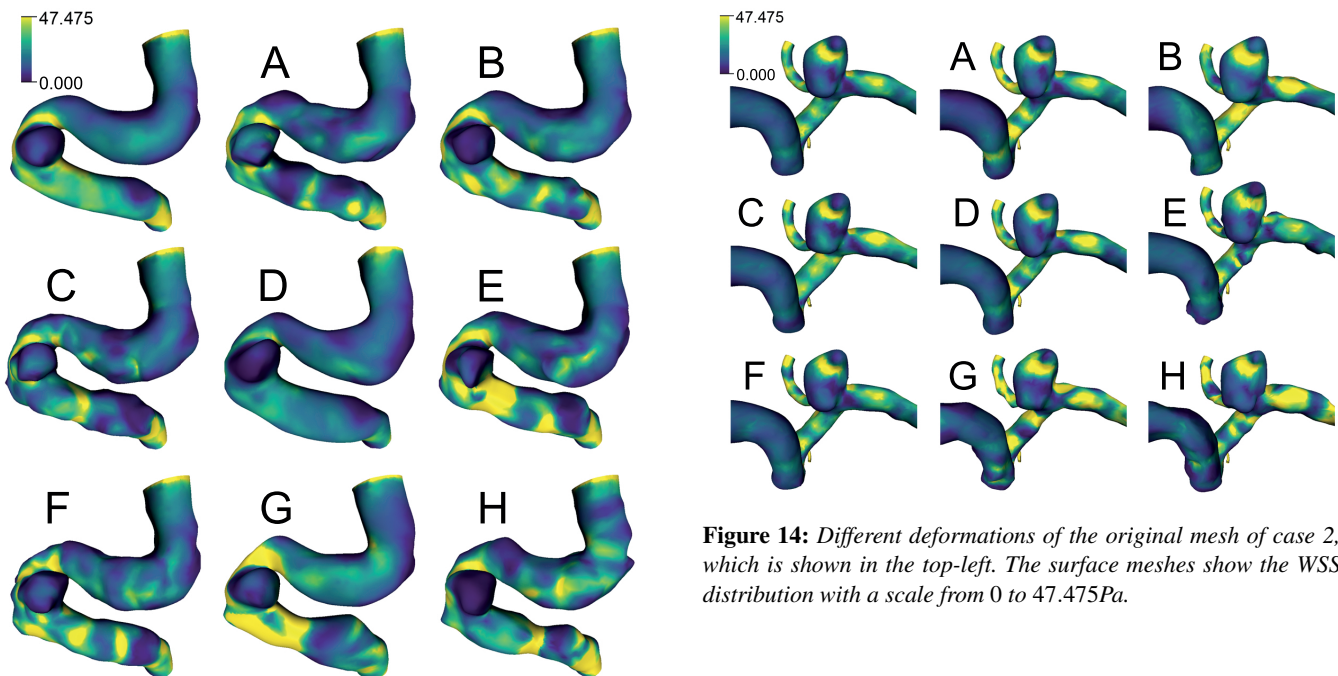 47.475
0.000
A
B
C
D
E
F
G
H
47.475
0.000
A
B
C
D
E
F
G
H
Figure 14: Different deformations of the original mesh of case 2,
which is shown in the top-left. The surface meshes show the WSS
distribution with a scale from 0 to 47.475Pa.